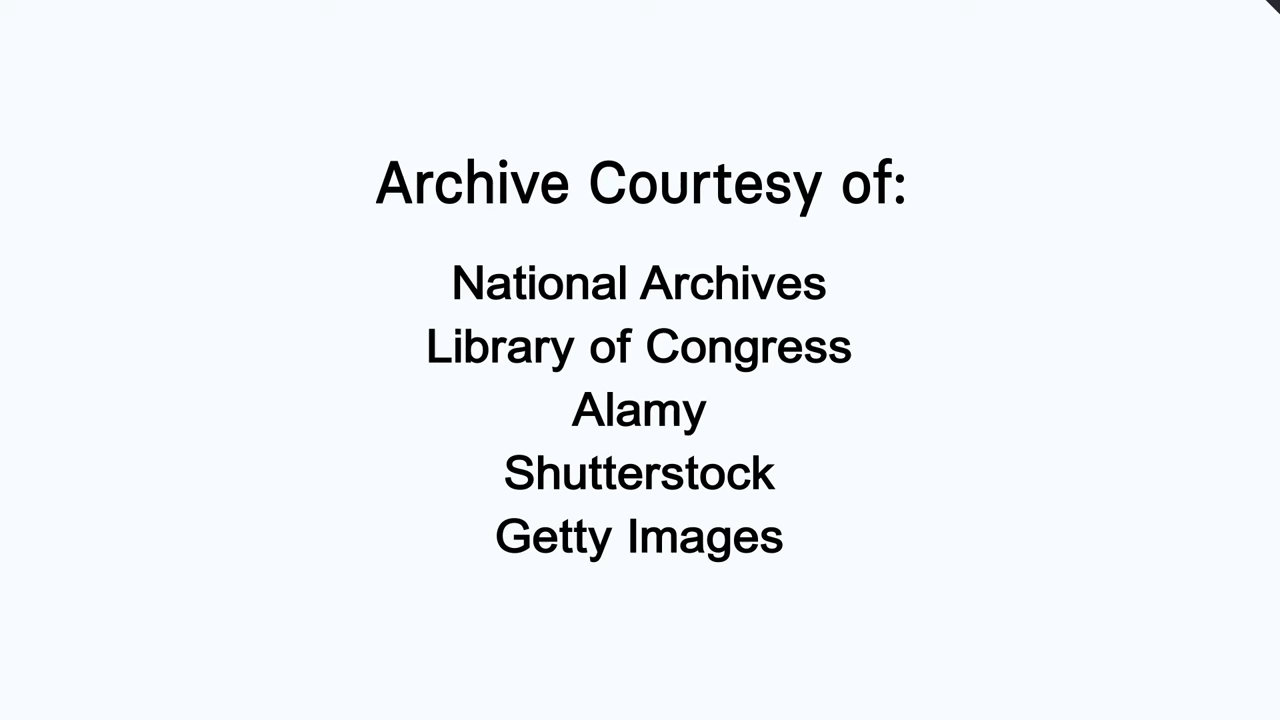 Archive Courtesy of:
National Archives
Library of Congress
Alamy
Shutterstock
Getty Images